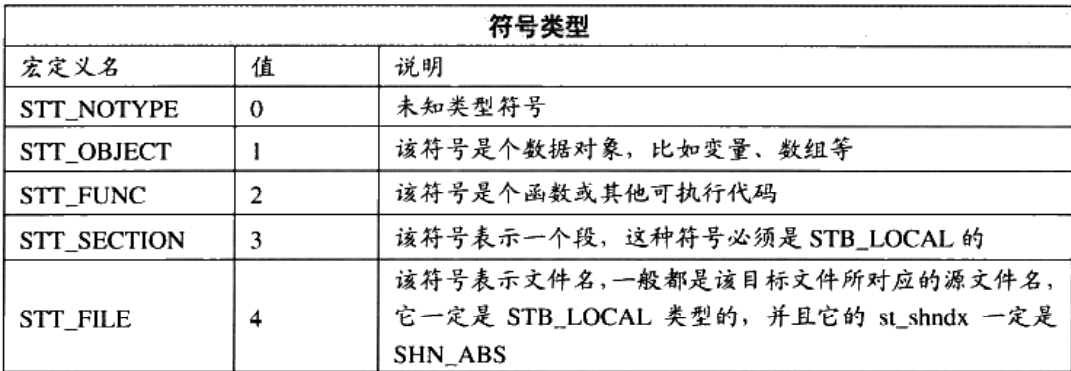 符号类型
宏定义名 值 说明
STT_NOTYPE 0 未知类型符号
STT_OBJECT 1 该符号是个数据对象，比如变量、数组等
STT_FUNC 2 该符号是个函数或其他可执行代码
STT_SECTION 3 该符号表示一个段，这种符号必须是 STB_LOCAL 的
STT_FILE 4 该符号表示文件名，一般都是该目标文件所对应的源文件名，
它一定是 STB_LOCAL 类型的，并且它的 st_shndx 一定是
SHN_ABS